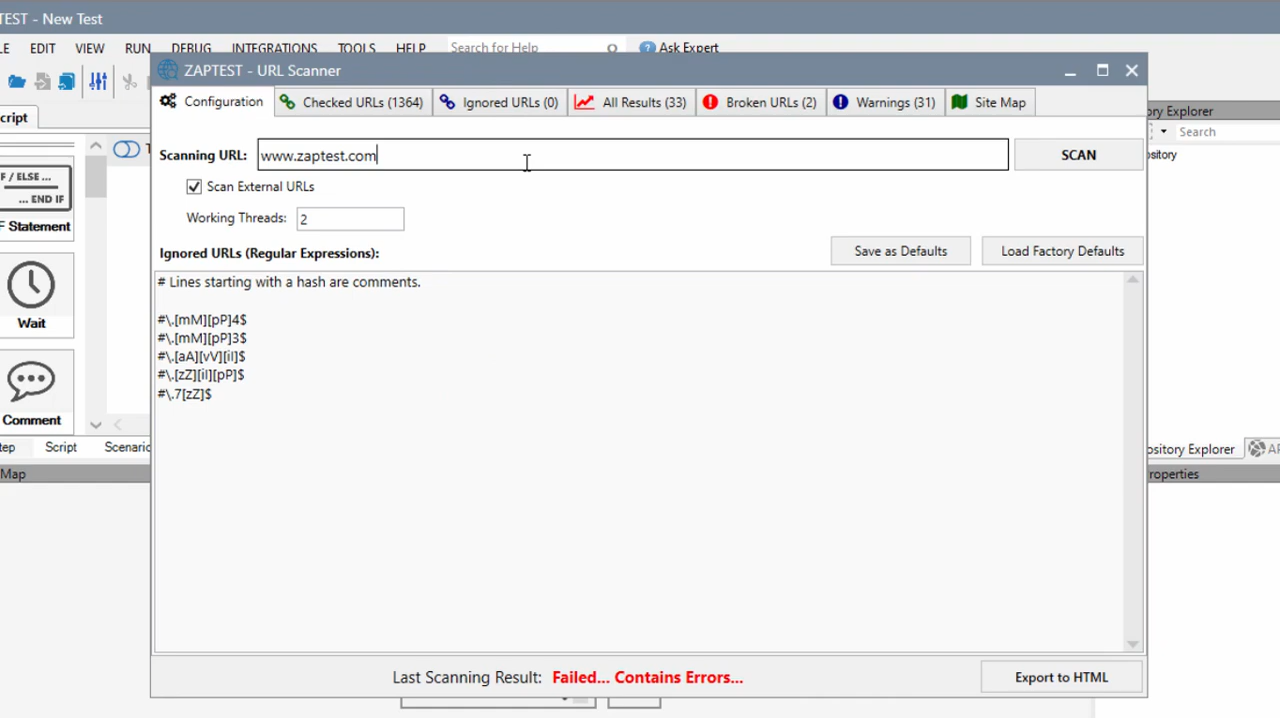 TEST - New Test
LE EDIT VIEW RUN DEBUG INTEGRATIONS TOOLS HELP Search for Help Ask Expert
ZAPTEST - URL Scanner
Configuration Checked URLs (1364) Ignored URLs (0) All Results (33) Broken URLs (2) Warnings (31) Site Map
cript
ory Explorer
Search
ository
Scanning URL: www.zaptest.com SCAN
Scan External URLs
Working Threads: 2
Ignored URLs (Regular Expressions): Save as Defaults Load Factory Defaults
# Lines starting with a hash are comments.
#\.[mM][pP]4$
#\.[mM][pP]3$
#\.[aA][vV][iI]$
#\.[zZ][iI][pP]$
#\.7[zZ]$
F / ELSE ...
... END IF
F Statement
Wait
Comment
tep Script Scenario
Map
ository Explorer AP
roperties
Last Scanning Result: Failed... Contains Errors... Export to HTML